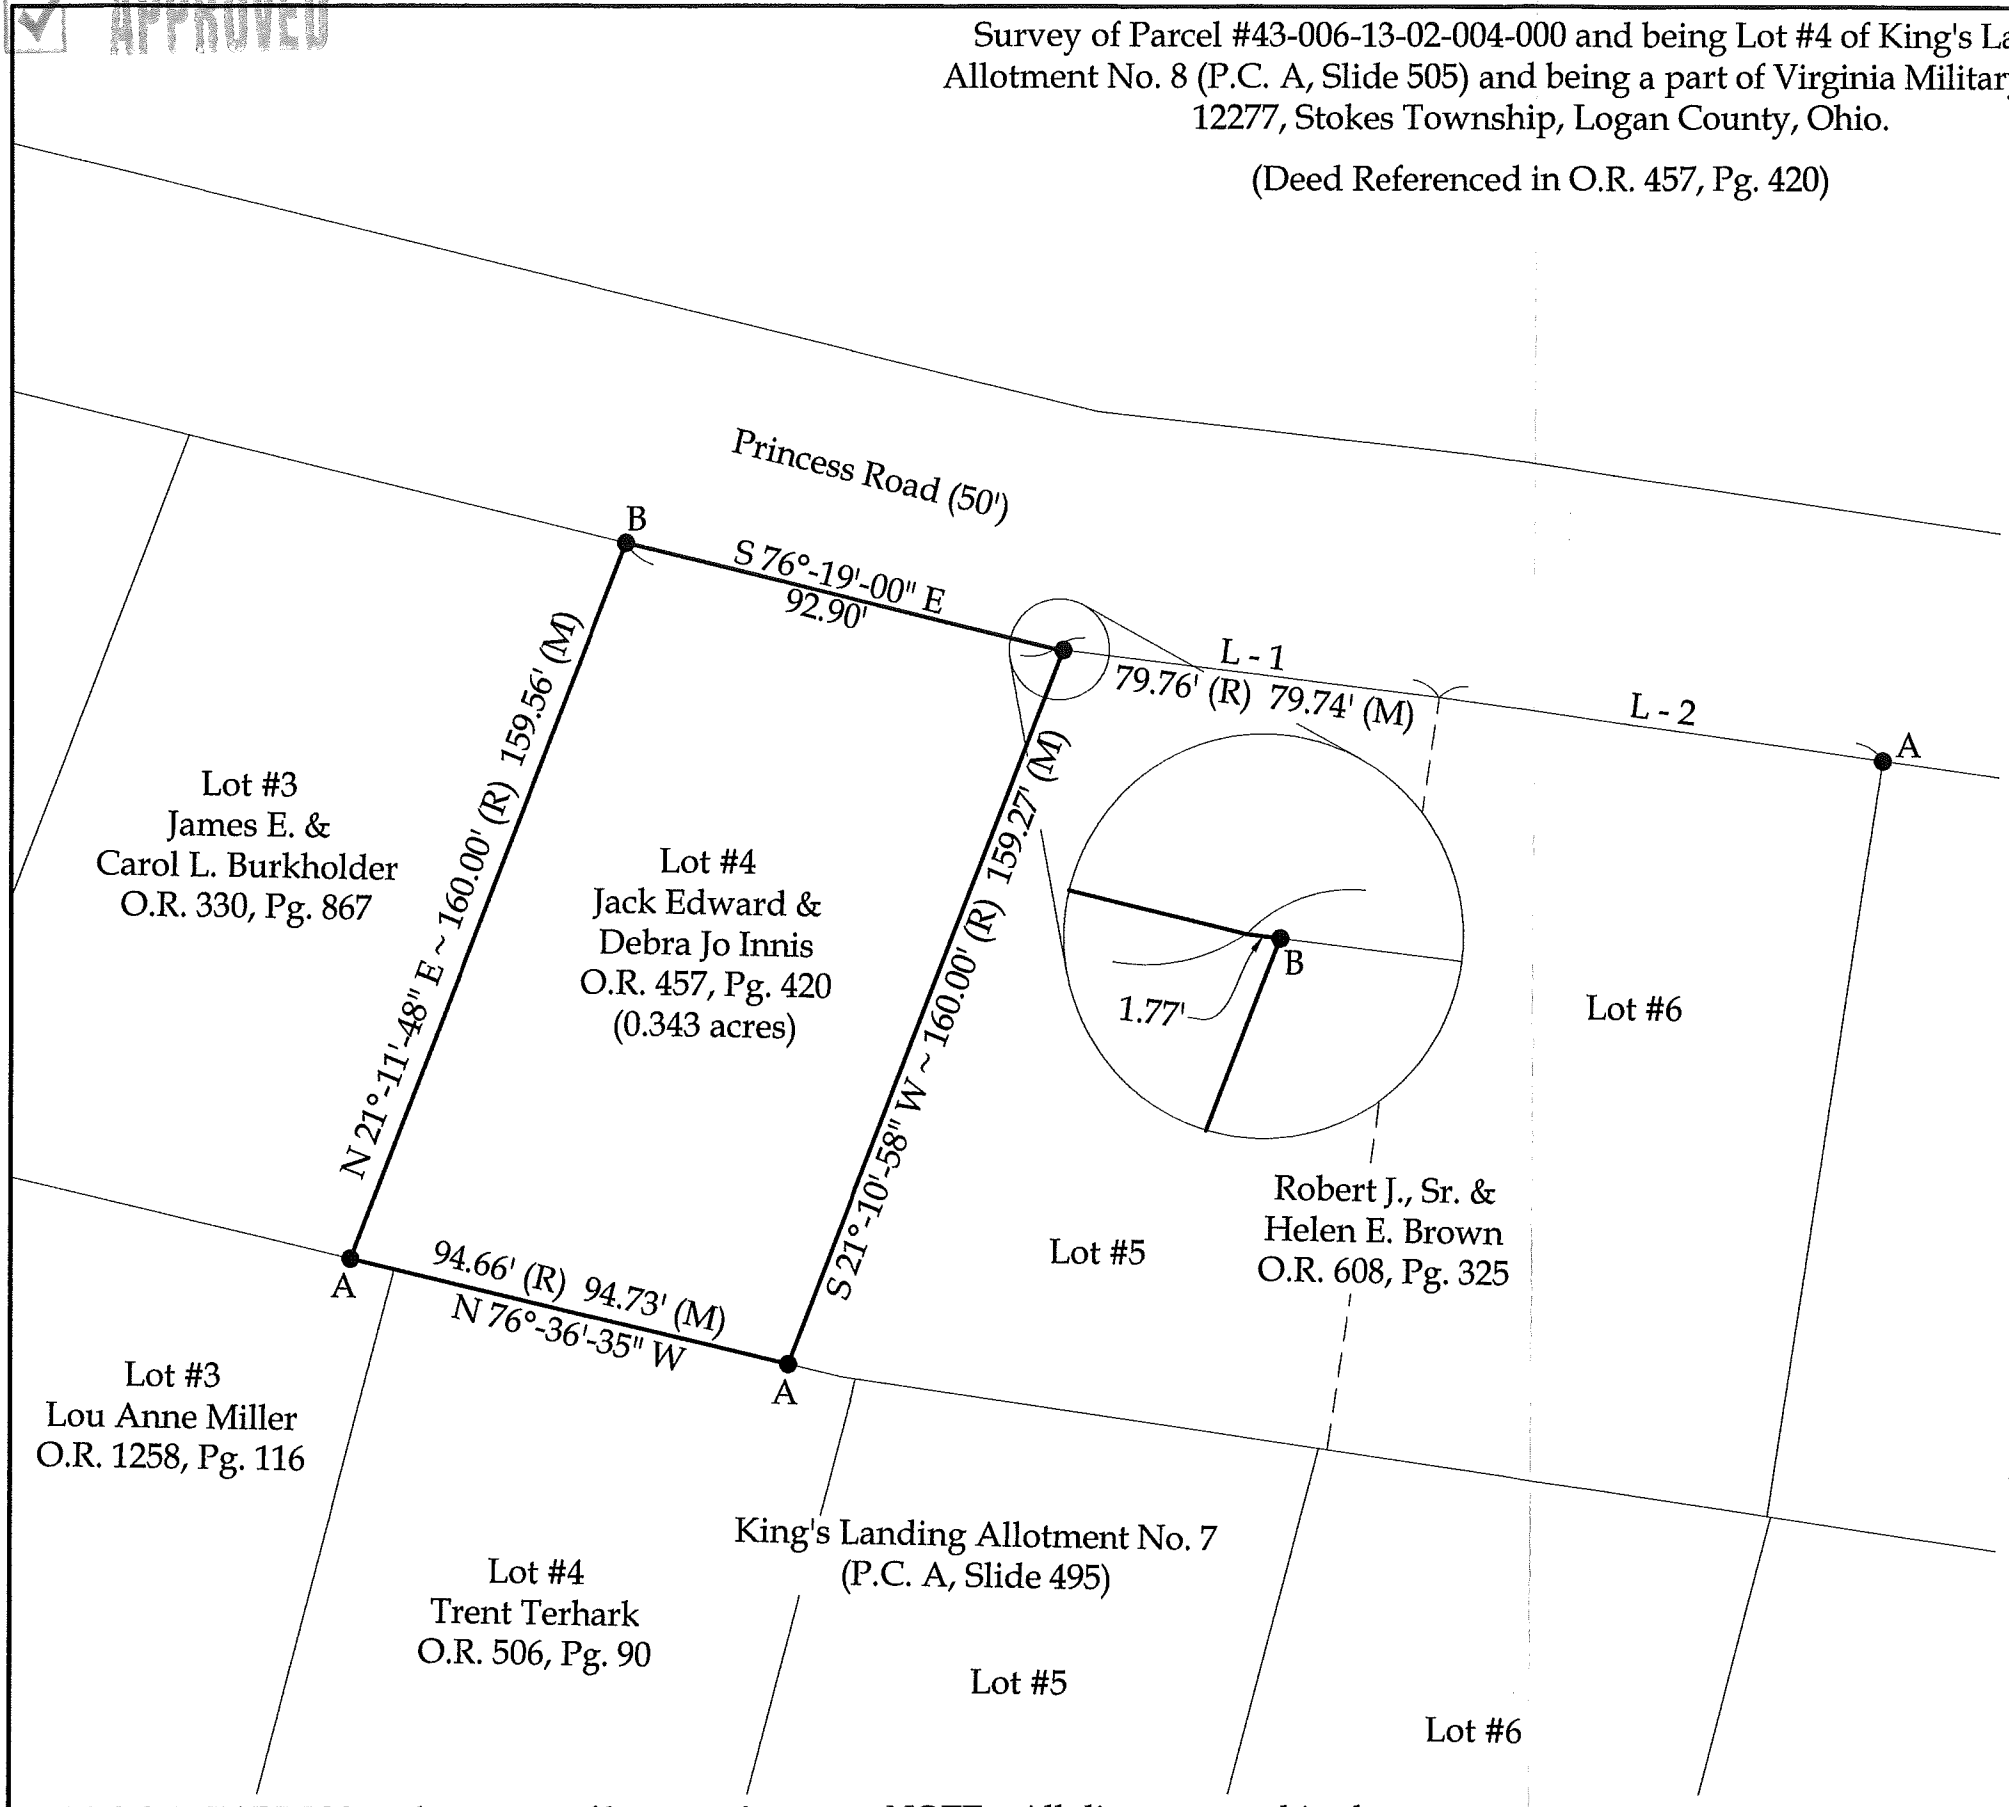 APPROVED
Survey of Parcel #43-006-13-02-004-000 and being Lot #4 of King's
Allotment No. 8 (P.C. A, Slide 505) and being a part of Virginia
12277, Stokes Township, Logan County, Ohio.
(Deed Referenced in O.R. 457, Pg. 420)
Princess Road (50')
B
S 76°-19'-00" E
92.90'
L - 1
79.76' (R) 79.74' (M)
L - 2
A
N 21°-11'-48" E ~ 160.00' (R) 159.56' (M)
S 21°-10'-58" W ~ 160.00' (R) 159.27' (M)
Lot #3
James E. &
Carol L. Burkholder
O.R. 330, Pg. 867
Lot #4
Jack Edward &
Debra Jo Innis
O.R. 457, Pg. 420
(0.343 acres)
B
1.77'
Lot #6
Robert J., Sr. &
Helen E. Brown
O.R. 608, Pg. 325
Lot #5
94.66' (R) 94.73' (M)
N 76°-36'-35" W
A
A
Lot #3
Lou Anne Miller
O.R. 1258, Pg. 116
King's Landing Allotment No. 7
(P.C. A, Slide 495)
Lot #4
Trent Terhark
O.R. 506, Pg. 90
Lot #5
Lot #6